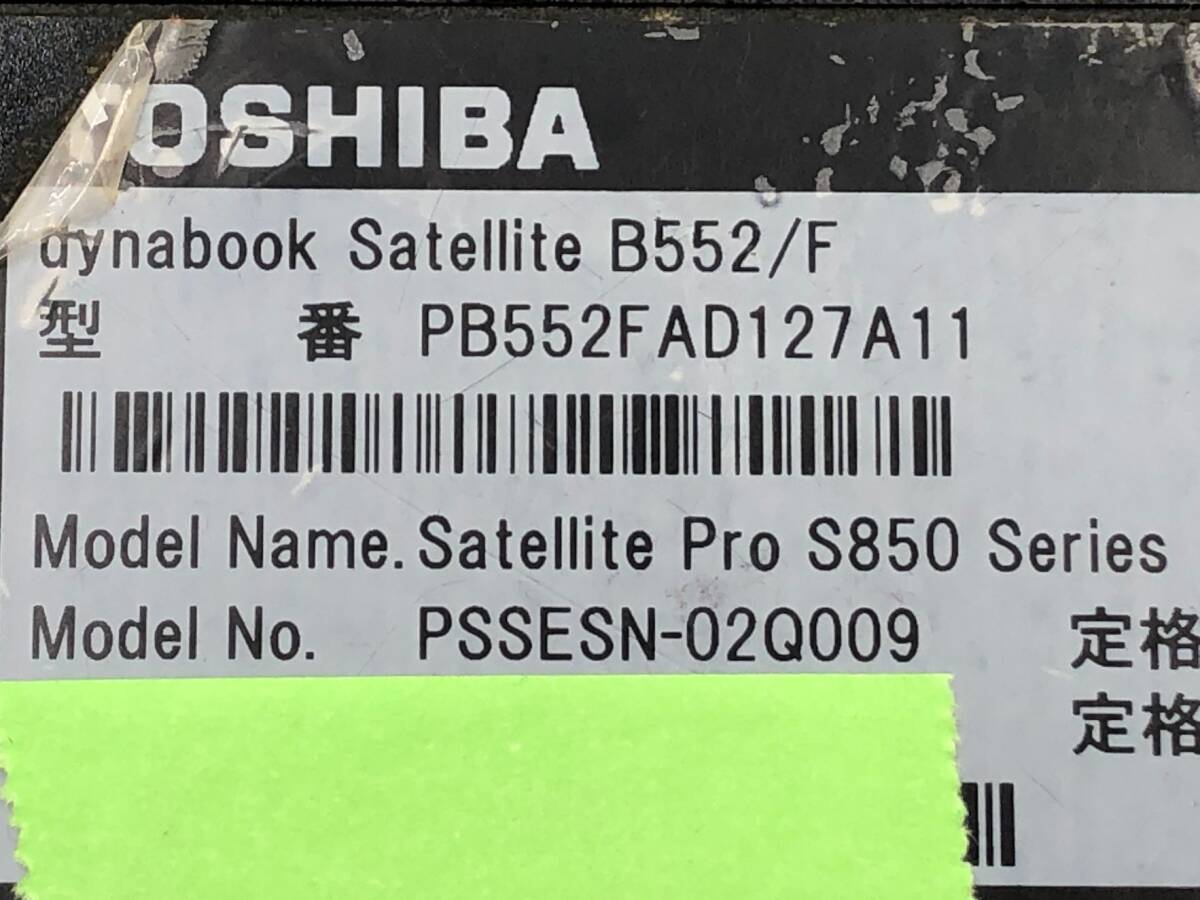 TOSHIBA
dynabook Satellite B552/F
型 番 PB552FAD127A11
Model Name. Satellite Pro S850 Series
Model No. PSSESN-02Q009 定格
定格